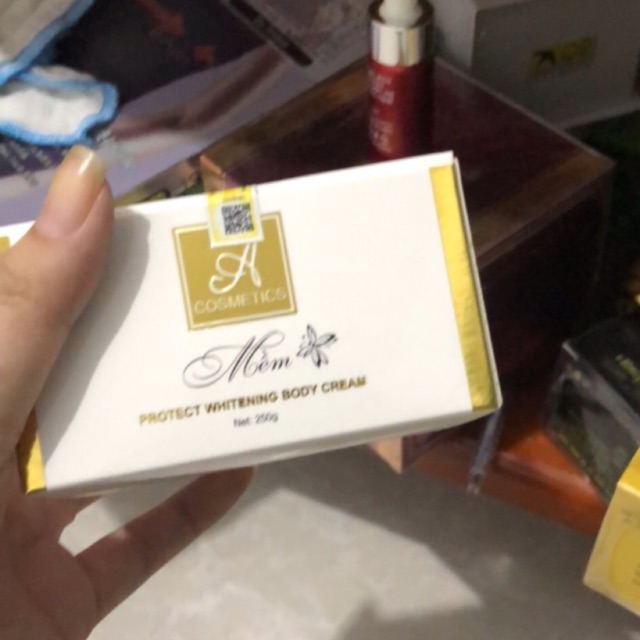 A
COSMETICS
Mềm
PROTECT WHITENING BODY CREAM
Net: 250g